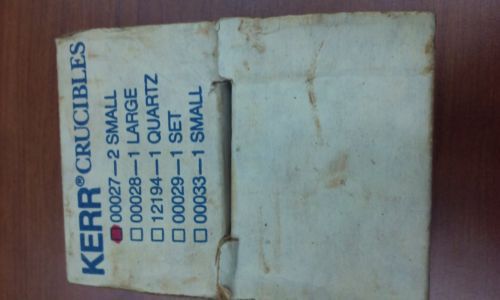 KERR® CRUCIBLES
00027—2 SMALL
00028—1 LARGE
12194—1 QUARTZ
00029—1 SET
00033—1 SMALL